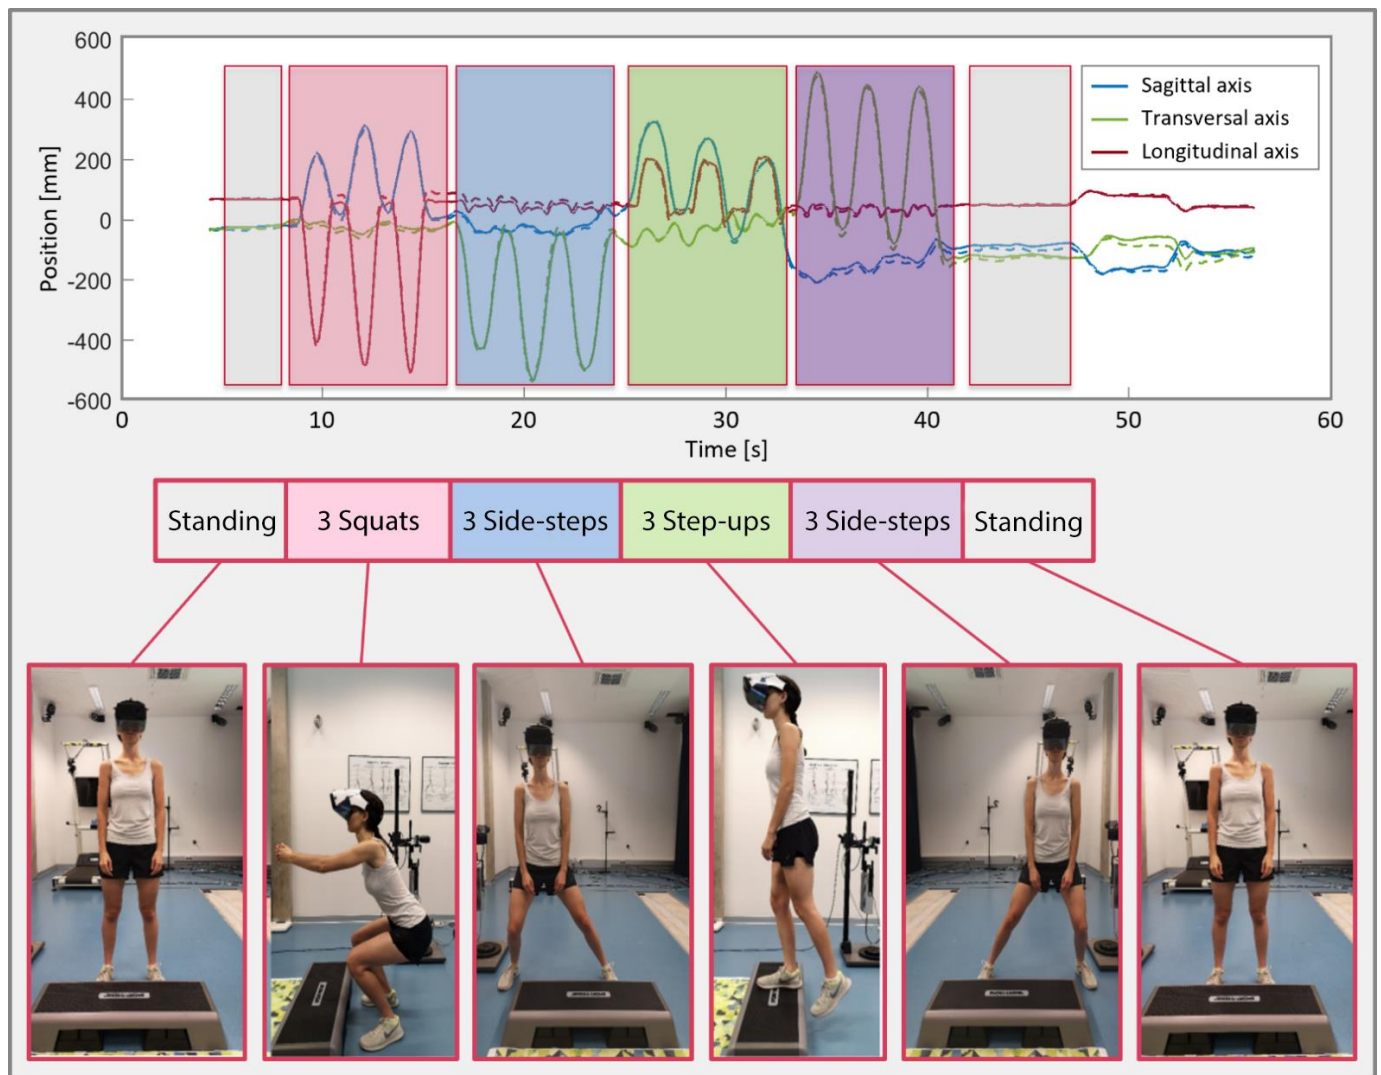 600
400
200
0
-200
-400
-600
Position [mm]
0 10 20 30 40 50 60
Time [s]
Sagittal axis
Transversal axis
Longitudinal axis
Standing 3 Squats 3 Side-steps 3 Step-ups 3 Side-steps Standing